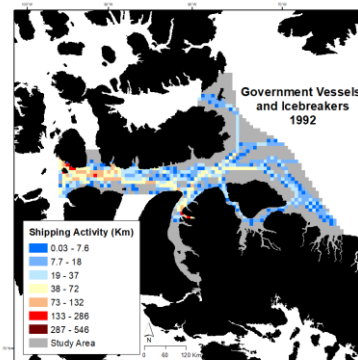 Government Vessels
and Icebreakers
1992
Shipping Activity (Km)
0.03 - 7.6
7.7 - 18
19 - 37
38 - 72
73 - 132
133 - 286
287 - 546
Study Area
0
60
120 Km